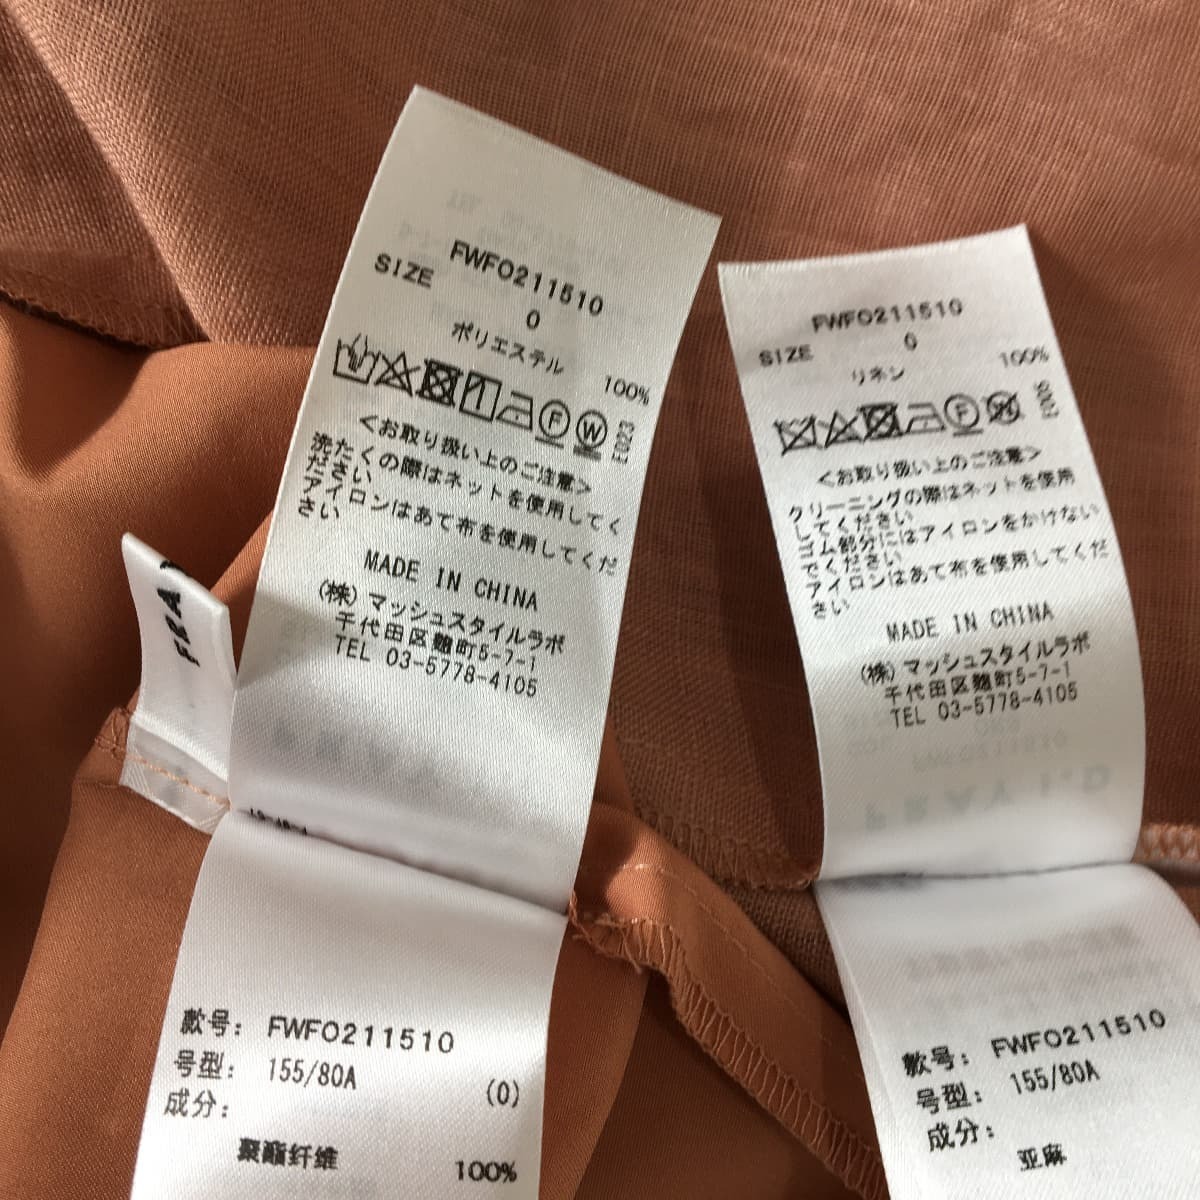 FWFO211510
SIZE 0
ポリエステル 100%
E023
<お取り扱い上のご注意>
洗たくの際はネットを使用してく
ださい
アイロンはあて布を使用してくだ
さい
MADE IN CHINA
(株)マッシュスタイルラボ
千代田区麹町5-7-1
TEL 03-5778-4105
款号: FWFO211510
号型: 155/80A (0)
成分:
聚酯纤维 100%
FRA
FWFO211510
SIZE 0
リネン 100%
<お取り扱い上のご注意>
クリーニングの際はネットを使用
してください
ゴム部分にはアイロンをかけない
でください
アイロンはあて布を使用してくだ
さい
MADE IN CHINA
(株)マッシュスタイルラボ
千代田区麹町5-7-1
TEL 03-5778-4105
款号: FWFO211510
号型: 155/80A
成分:
亚麻